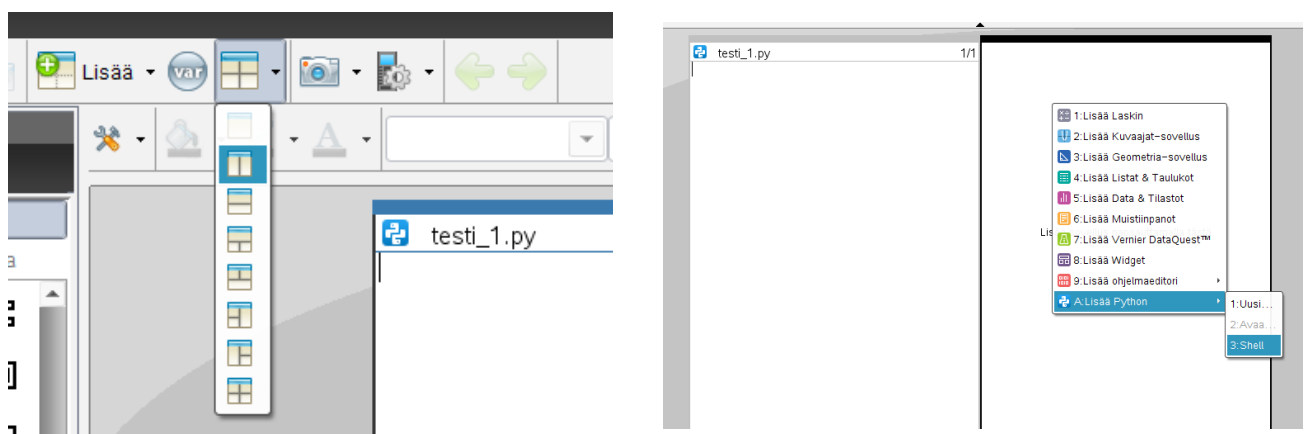 Lisää
var
A
a
testi_1.py
testi_1.py 1/1
1:Lisää Laskin
2:Lisää Kuvaajat-sovellus
3:Lisää Geometria-sovellus
4:Lisää Listat & Taulukot
5:Lisää Data & Tilastot
6:Lisää Muistiinpanot
Lis
7:Lisää Vernier DataQuest™
8:Lisää Widget
9:Lisää ohjelmaeditori
A:Lisää Python
1:Uusi...
2:Avaa...
3:Shell